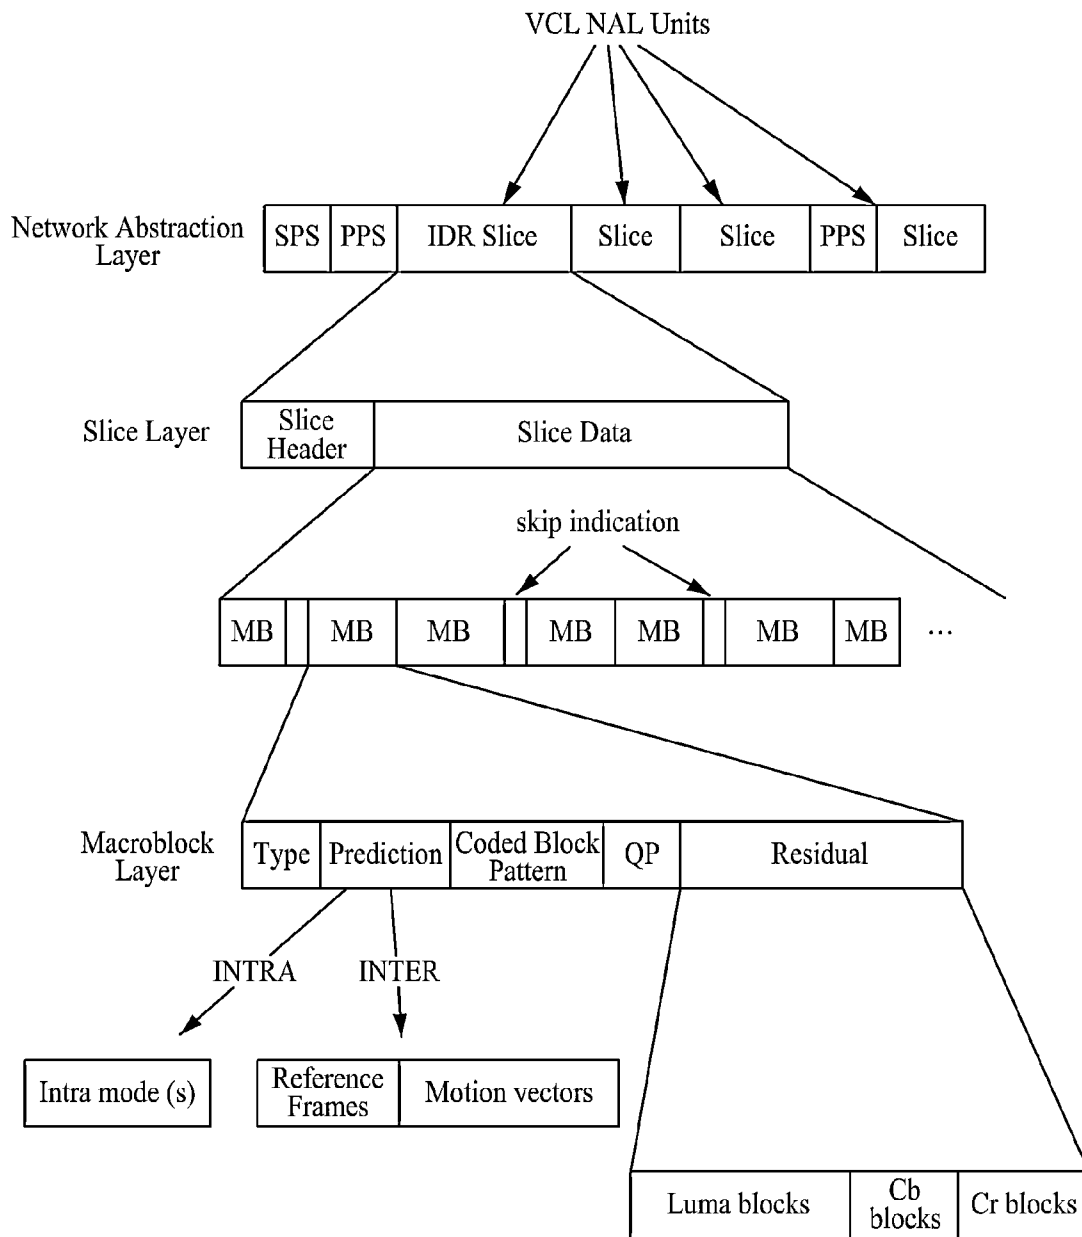 VCL NAL Units
Network Abstraction
Layer
SPS PPS IDR Slice Slice Slice PPS Slice
Slice Layer
Slice
Header
Slice Data
skip indication
MB MB MB MB MB MB MB ...
Macroblock
Layer
Type Prediction
Coded Block
Pattern
QP Residual
INTRA INTER
Intra mode (s)
Reference
Frames
Motion vectors
Luma blocks
Cb
blocks
Cr blocks